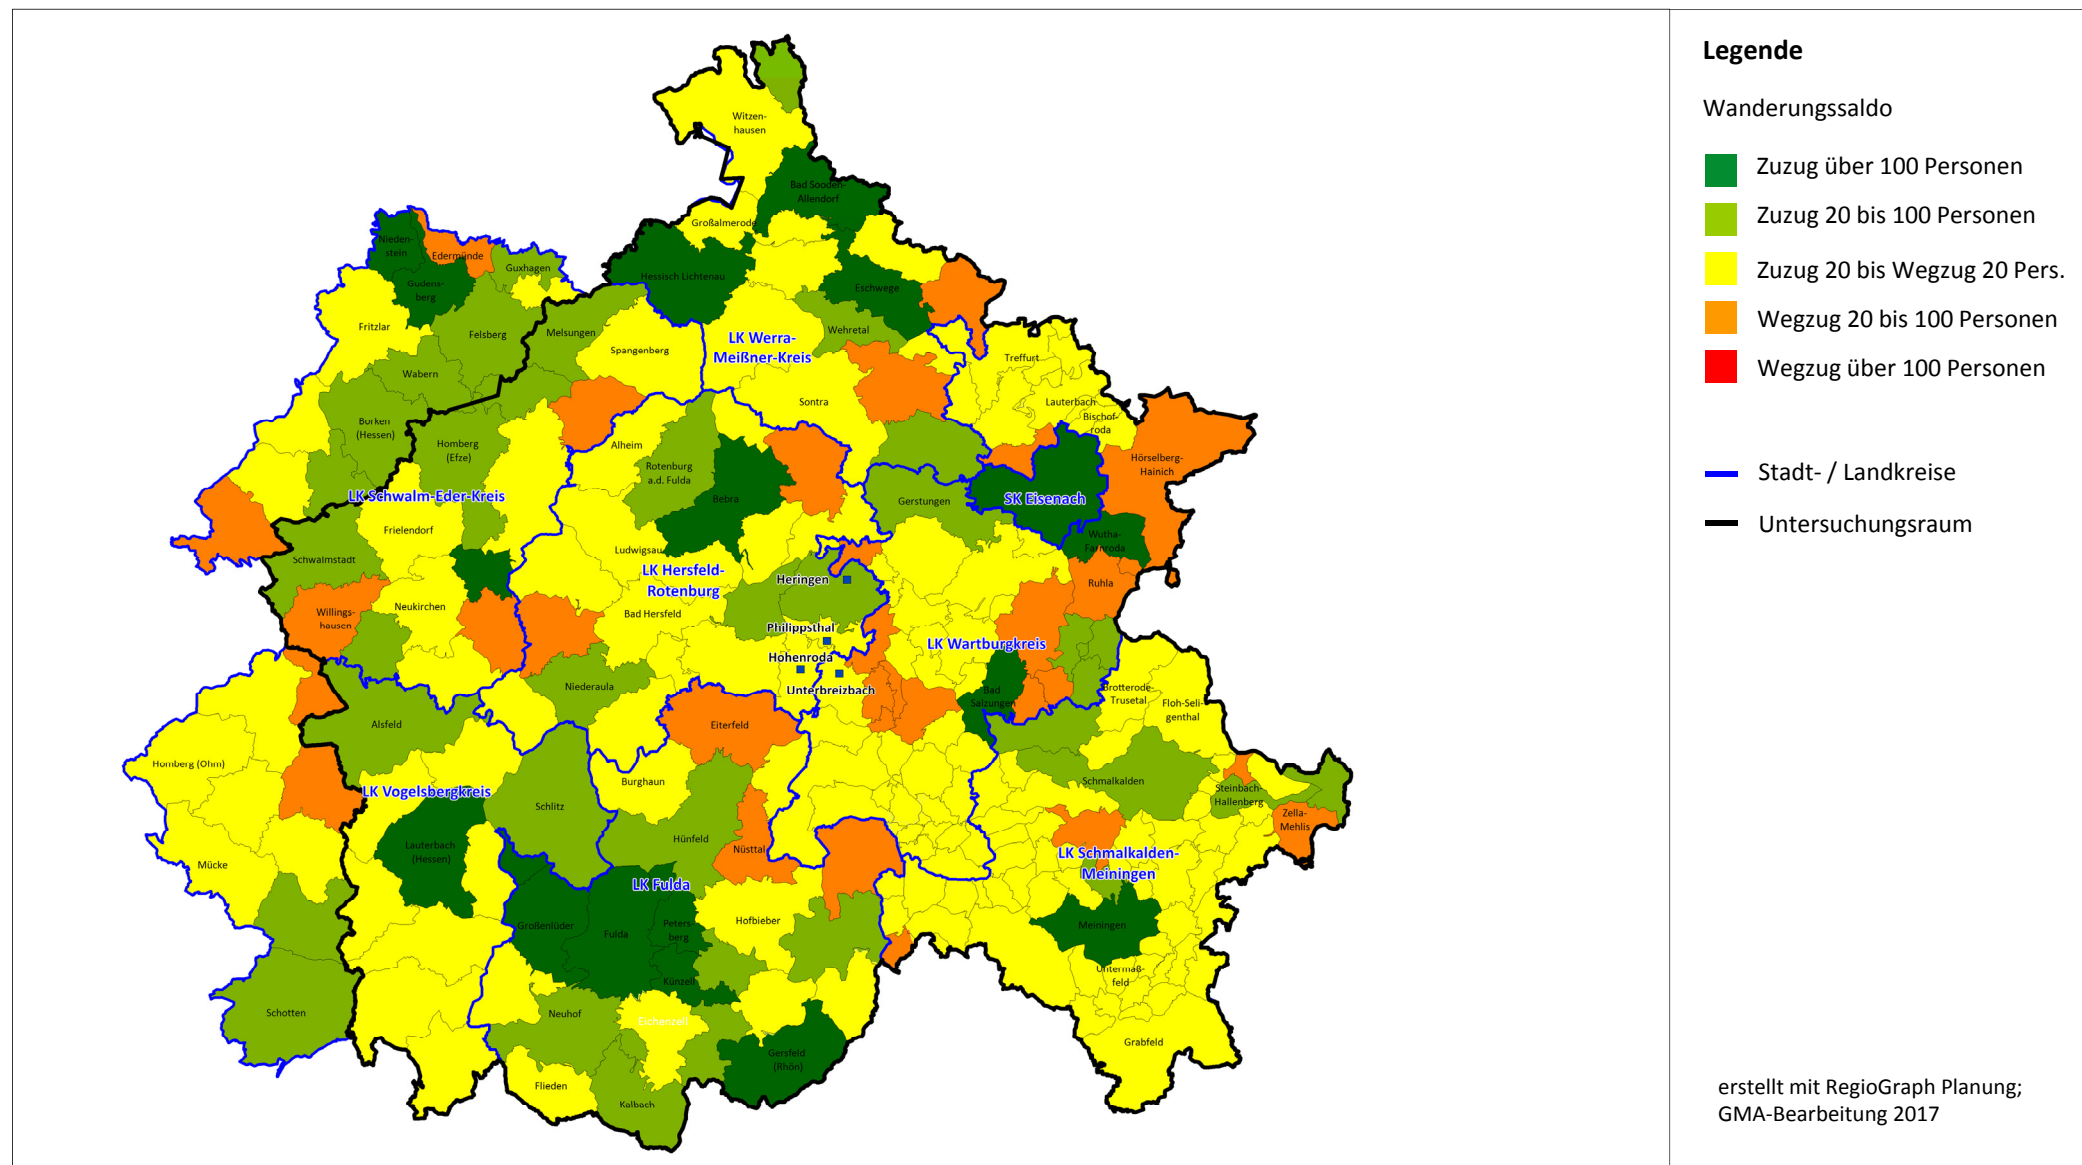 Witzen-
hausen
Bad Sooden-
Allendorf
Großalmerode
Nieden-
stein
Edermünde
Guxhagen
Hessisch Lichtenau
Gudens-
berg
Eschwege
Fritzlar
Felsberg
Melsungen
Wehretal
LK Werra-
Meißner-Kreis
Spangenberg
Treffurt
Wabern
Sontra
Lauterbach
Bischof-
roda
Borken
(Hessen)
Homberg
(Efze)
Alheim
Hörselberg-
Hainich
Rotenburg
a.d. Fulda
Bebra
LK Schwalm-Eder-Kreis
Gerstungen
SK Eisenach
Frielendorf
Wutha-
Farnroda
Schwalmstadt
Ludwigsau
LK Hersfeld-
Rotenburg
Heringen
Ruhla
Willings-
hausen
Neukirchen
Bad Hersfeld
Philippsthal
LK Wartburgkreis
Hohenroda
Niederaula
Unterbreizbach
Bad
Salzungen
Brotterode-
Trusetal
Floh-Seli-
genthal
Alsfeld
Eiterfeld
Homberg (Ohm)
Burghaun
Schmalkalden
LK Vogelsbergkreis
Steinbach-
Hallenberg
Schlitz
Zella-
Mehlis
Lauterbach
(Hessen)
Hünfeld
Nüsttal
LK Schmalkalden-
Meiningen
Mücke
LK Fulda
Großenlüder
Fulda
Peters-
berg
Hofbieber
Meiningen
Künzell
Untermaß-
feld
Schotten
Neuhof
Eichenzell
Grabfeld
Gersfeld
(Rhön)
Flieden
Kalbach
Legende
Wanderungssaldo
Zuzug über 100 Personen
Zuzug 20 bis 100 Personen
Zuzug 20 bis Wegzug 20 Pers.
Wegzug 20 bis 100 Personen
Wegzug über 100 Personen
Stadt- / Landkreise
Untersuchungsraum
erstellt mit RegioGraph Planung;
GMA-Bearbeitung 2017